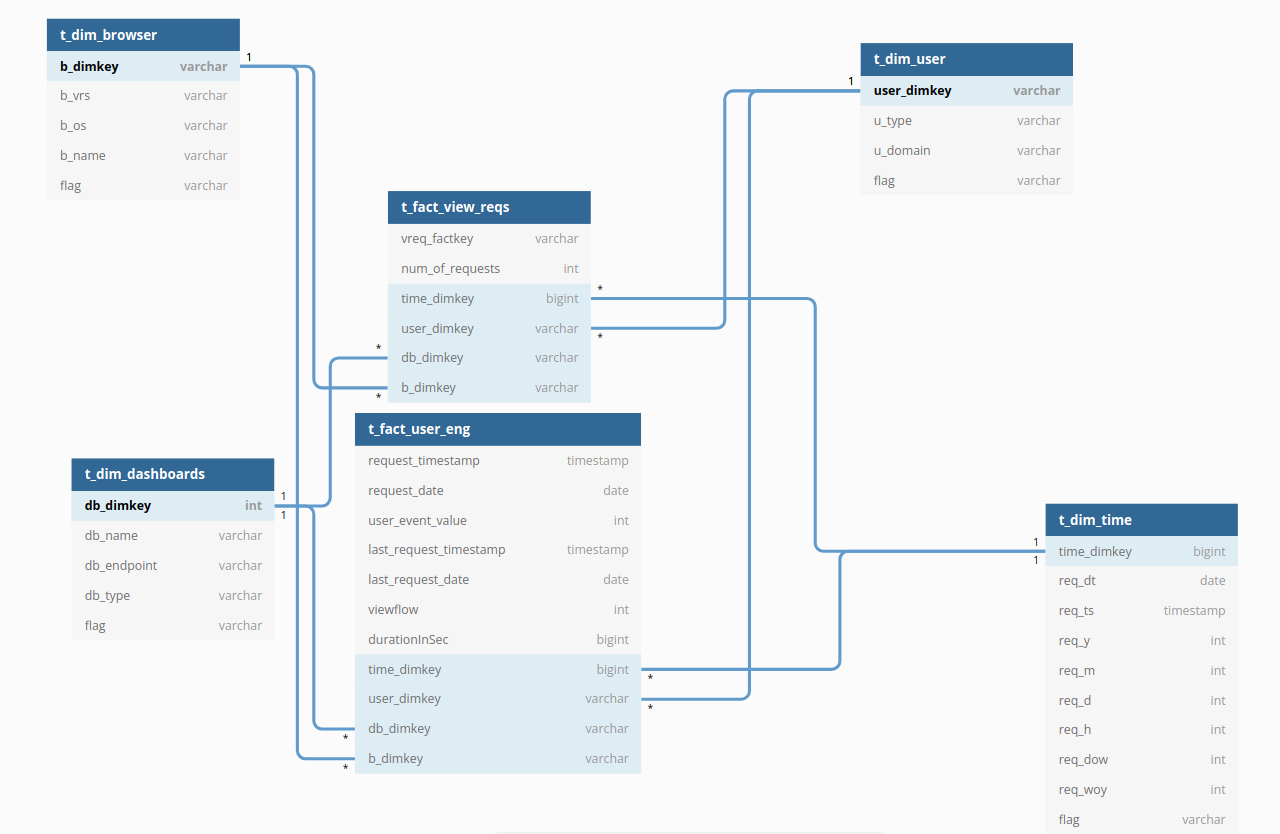 t_dim_browser
b_dimkey varchar
b_vrs varchar
b_os varchar
b_name varchar
flag varchar
1
t_dim_user
user_dimkey varchar
u_type varchar
u_domain varchar
flag varchar
1
t_fact_view_reqs
vreq_factkey varchar
num_of_requests int
time_dimkey bigint
user_dimkey varchar
db_dimkey varchar
b_dimkey varchar
*
*
*
*
t_fact_user_eng
request_timestamp timestamp
request_date date
user_event_value int
last_request_timestamp timestamp
last_request_date date
viewflow int
durationInSec bigint
time_dimkey bigint
user_dimkey varchar
db_dimkey varchar
b_dimkey varchar
*
*
*
*
t_dim_dashboards
db_dimkey int
db_name varchar
db_endpoint varchar
db_type varchar
flag varchar
1
1
t_dim_time
time_dimkey bigint
req_dt date
req_ts timestamp
req_y int
req_m int
req_d int
req_h int
req_dow int
req_woy int
flag varchar
1
1